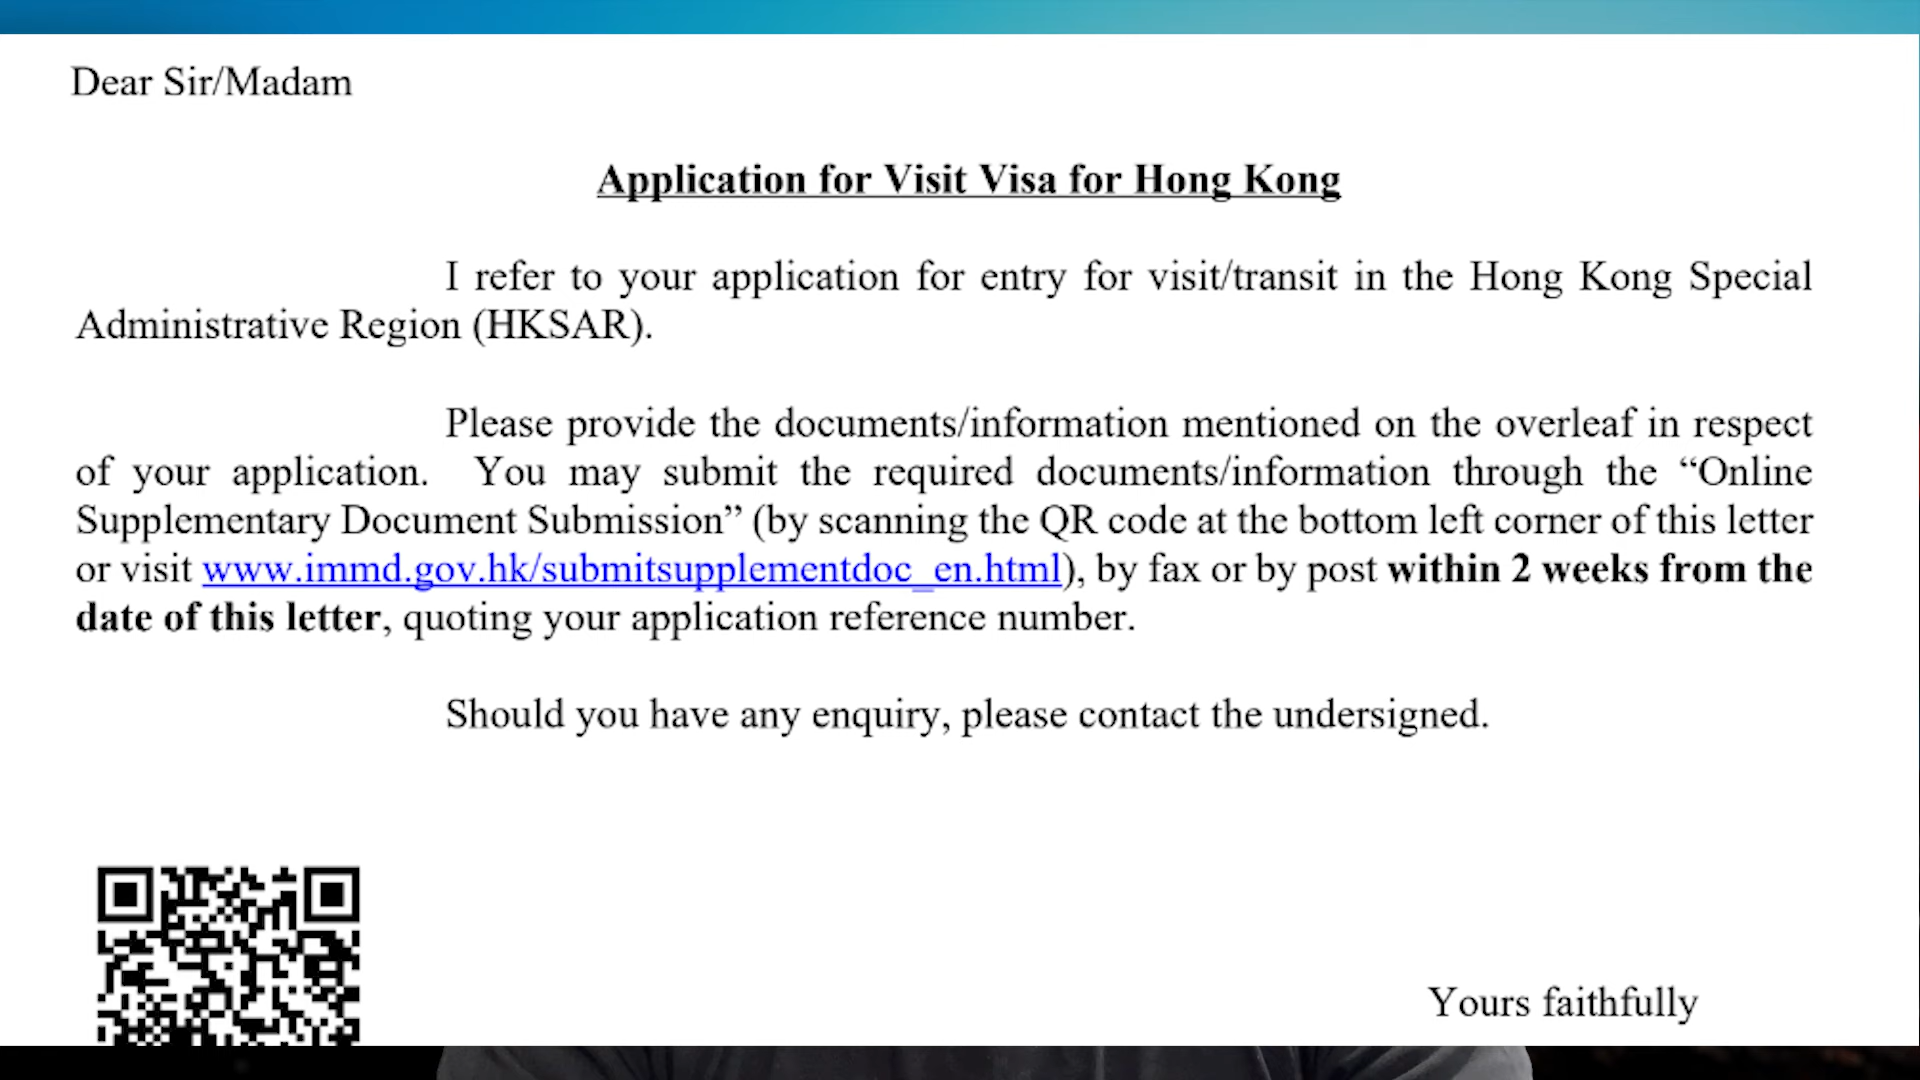 Dear Sir/Madam
Application for Visit Visa for Hong Kong
I refer to your application for entry for visit/transit in the Hong Kong Special
Administrative Region (HKSAR).
Please provide the documents/information mentioned on the overleaf in respect
of your application. You may submit the required documents/information through the “Online
Supplementary Document Submission” (by scanning the QR code at the bottom left corner of this letter
or visit www.immd.gov.hk/submitsupplementdoc_en.html), by fax or by post within 2 weeks from the
date of this letter, quoting your application reference number.
Should you have any enquiry, please contact the undersigned.
Yours faithfully